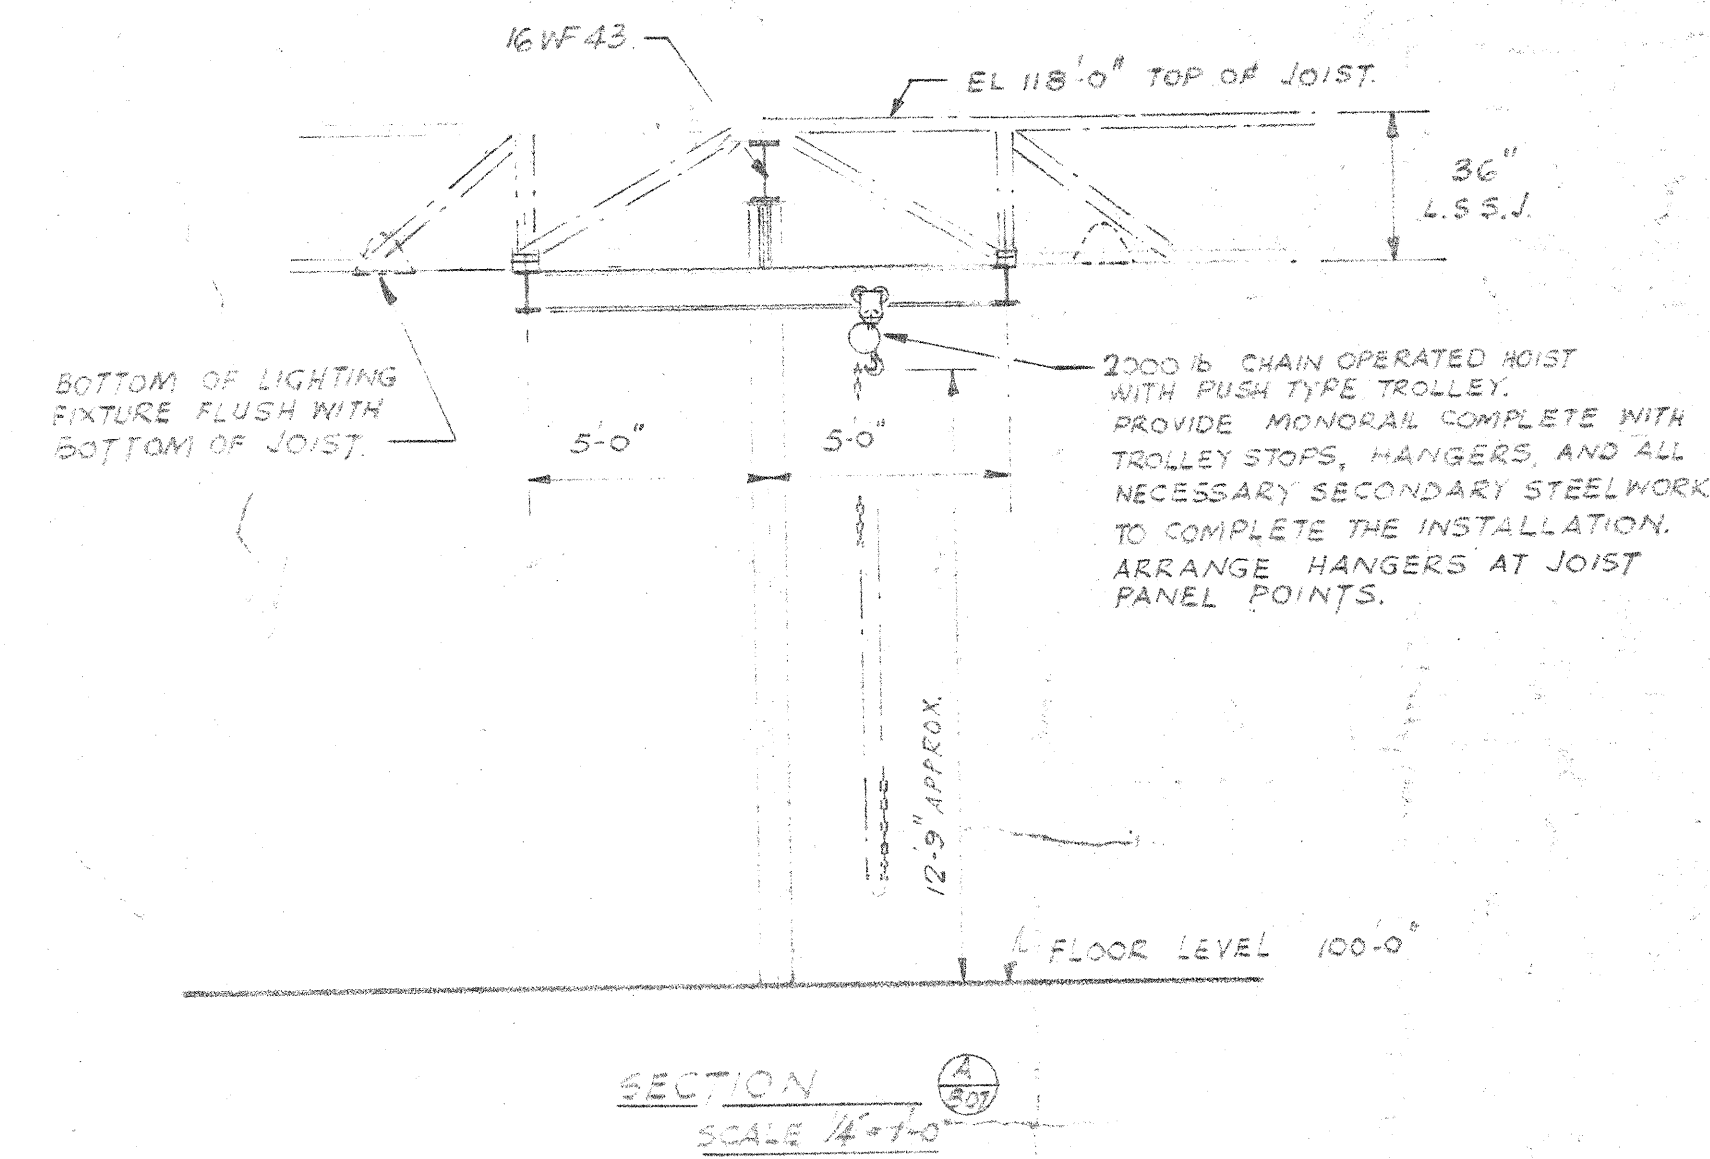 16 WF 43.
EL 118'-0" TOP OF JOIST.
36"
L.S.S.J.
BOTTOM OF LIGHTING
FIXTURE FLUSH WITH
BOTTOM OF JOIST.
5'-0"
5-0"
2000 lb CHAIN OPERATED HOIST
WITH PUSH TYPE TROLLEY.
PROVIDE MONORAIL COMPLETE WITH
TROLLEY STOPS, HANGERS, AND ALL
NECESSARY SECONDARY STEELWORK
TO COMPLETE THE INSTALLATION.
ARRANGE HANGERS AT JOIST
PANEL POINTS.
12'-9" APPROX.
FLOOR LEVEL 100'-0"
SECTION
A
SCALE 1/4"=1'-0"